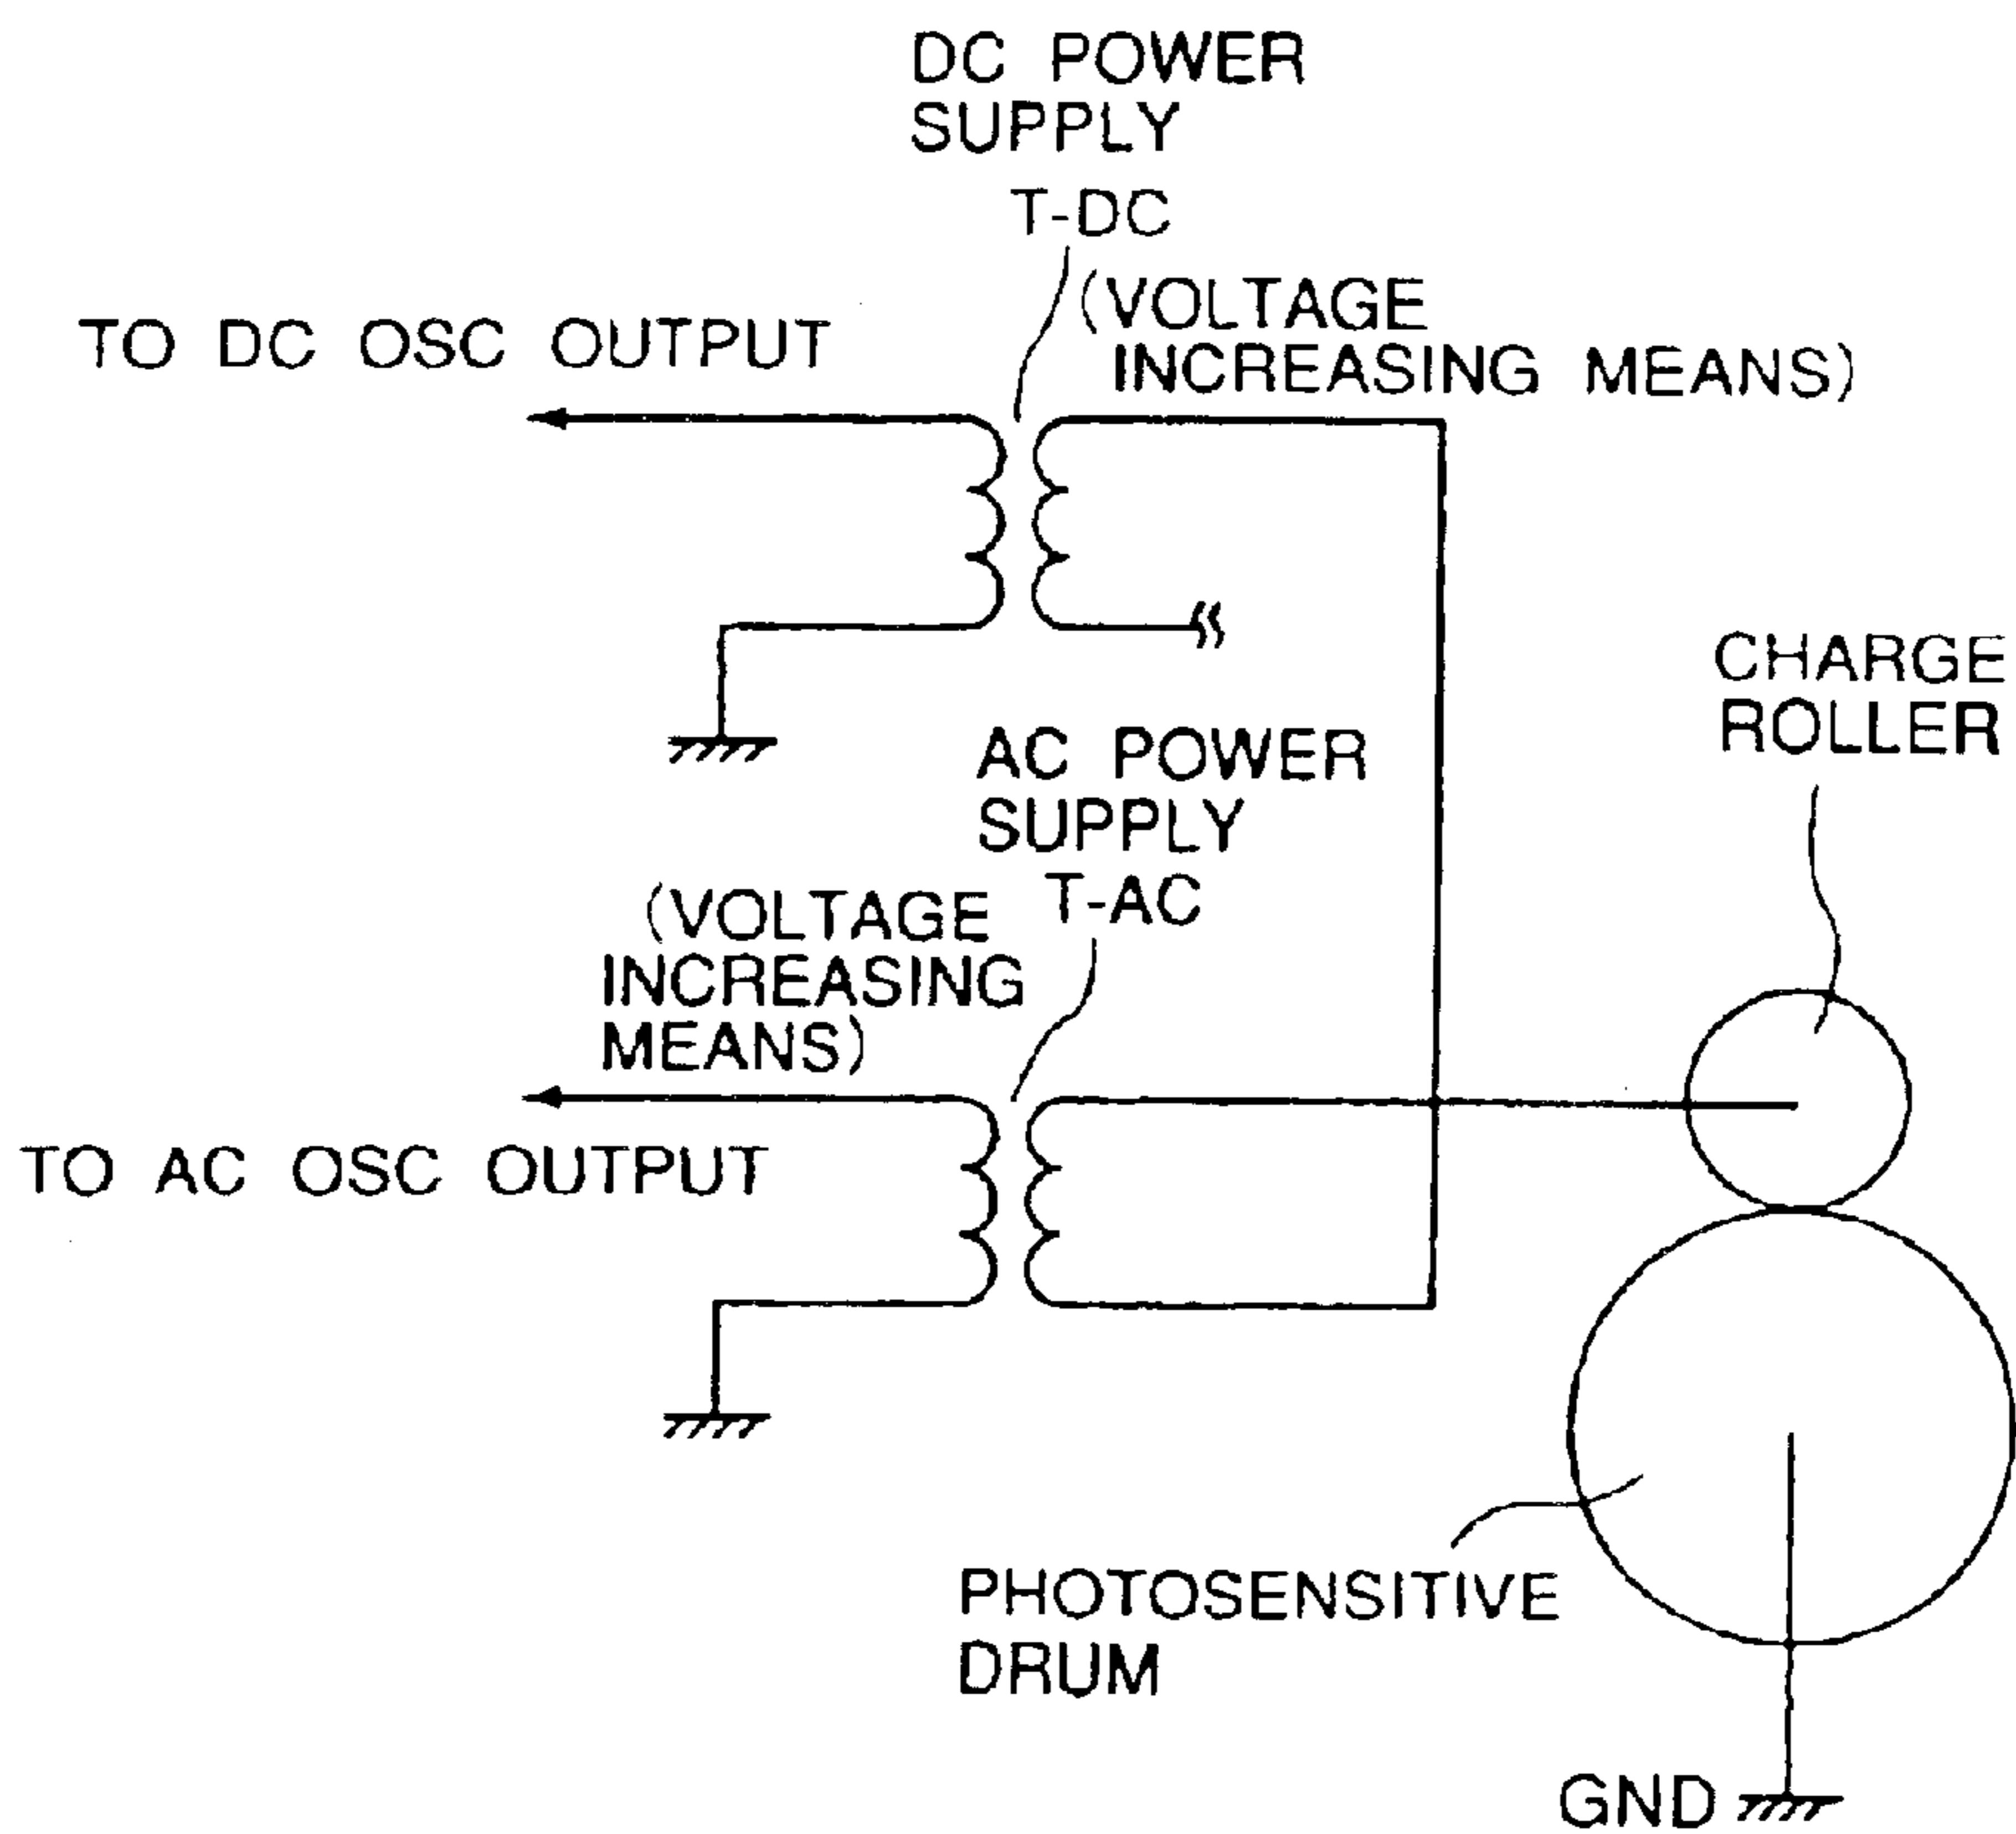 DC POWER
SUPPLY
T-DC
(VOLTAGE
INCREASING MEANS)
TO DC OSC OUTPUT
CHARGE
ROLLER
AC POWER
SUPPLY
T-AC
(VOLTAGE
INCREASING
MEANS)
TO AC OSC OUTPUT
PHOTOSENSITIVE
DRUM
GND